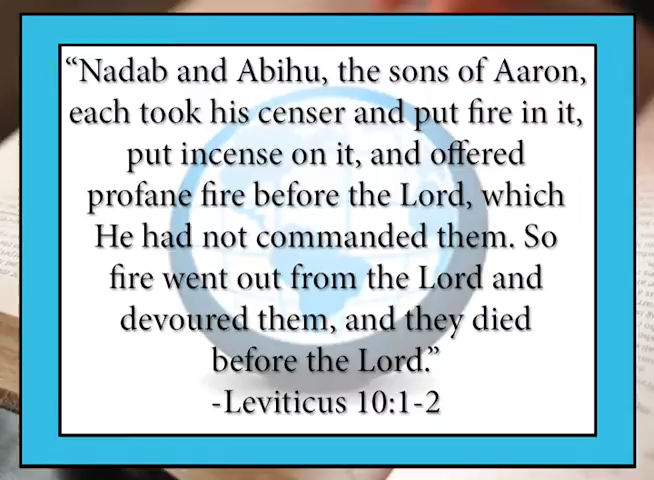 “Nadab and Abihu, the sons of Aaron,
each took his censer and put fire in it,
put incense on it, and offered
profane fire before the Lord, which
He had not commanded them. So
fire went out from the Lord and
devoured them, and they died
before the Lord.”
-Leviticus 10:1-2